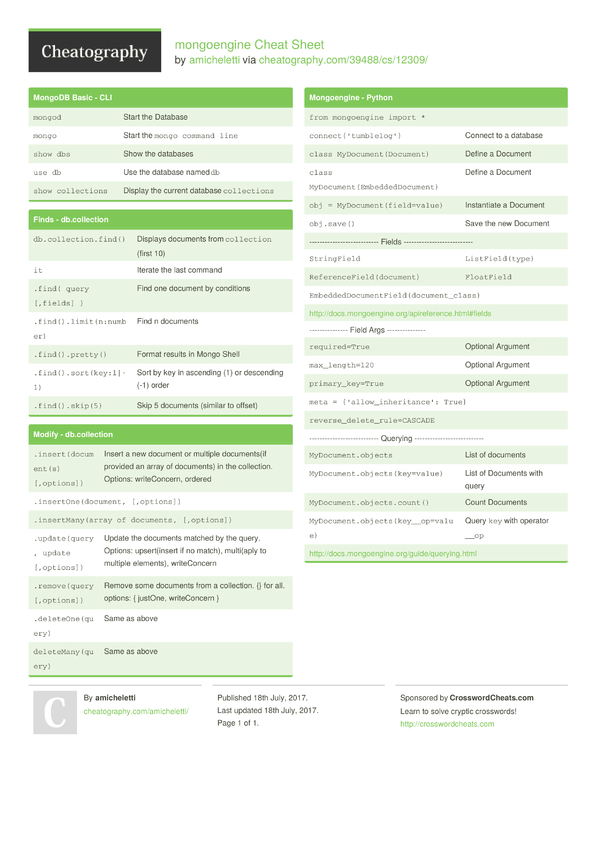 Cheatography
mongoengine Cheat Sheet
by amicheletti via cheatography.com/39488/cs/12309/
MongoDB Basic - CLI
mongod Start the Database
mongo Start the mongo command line
show dbs Show the databases
use db Use the database named db
show collections Display the current database collections
Finds - db.collection
db.collection.find() Displays documents from collection
(first 10)
it Iterate the last command
.find( query Find one document by conditions
[,fields] )
.find().limit(n:numb Find n documents
er)
.find().pretty() Format results in Mongo Shell
.find().sort(key:1|- Sort by key in ascending (1) or descending
1) (-1) order
.find().skip(5) Skip 5 documents (similar to offset)
Modify - db.collection
.insert(docum Insert a new document or multiple documents(if
ent(s) provided an array of documents) in the collection.
[,options]) Options: writeConcern, ordered
.insertOne(document, [,options])
.insertMany(array of documents, [,options])
.update(query Update the documents matched by the query.
, update Options: upsert(insert if no match), multi(aply to
[,options]) multiple elements), writeConcern
.remove(query Remove some documents from a collection. {} for all.
[,options]) options: { justOne, writeConcern }
.deleteOne(qu Same as above
ery)
deleteMany(qu Same as above
ery)
Mongoengine - Python
from mongoengine import *
connect('tumblelog') Connect to a database
class MyDocument(Document) Define a Document
class Define a Document
MyDocument(EmbeddedDocument)
obj = MyDocument(field=value) Instantiate a Document
obj.save() Save the new Document
--------------------------- Fields ---------------------------
StringField ListField(type)
ReferenceField(document) FloatField
EmbeddedDocumentField(document_class)
http://docs.mongoengine.org/apireference.html#fields
--------------- Field Args ---------------
required=True Optional Argument
max_length=120 Optional Argument
primary_key=True Optional Argument
meta = {'allow_inheritance': True}
reverse_delete_rule=CASCADE
--------------------------- Querying ---------------------------
MyDocument.objects List of documents
MyDocument.objects(key=value) List of Documents with
query
MyDocument.objects.count() Count Documents
MyDocument.objects(key__op=valu Query key with operator
e) __op
http://docs.mongoengine.org/guide/querying.html
C
By amicheletti
cheatography.com/amicheletti/
Published 18th July, 2017.
Last updated 18th July, 2017.
Page 1 of 1.
Sponsored by CrosswordCheats.com
Learn to solve cryptic crosswords!
http://crosswordcheats.com